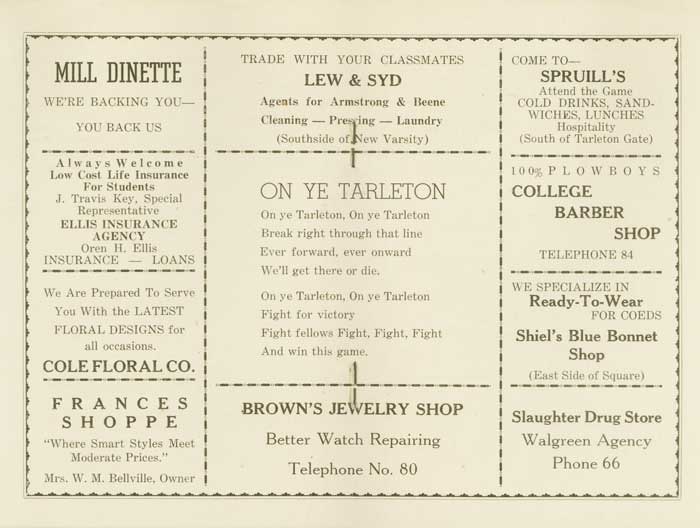 MILL DINETTE
WE'RE BACKING YOU—
YOU BACK US
Always Welcome
Low Cost Life Insurance
For Students
J. Travis Key, Special
Representative
ELLIS INSURANCE
AGENCY
Oren H. Ellis
INSURANCE — LOANS
We Are Prepared To Serve
You With the LATEST
FLORAL DESIGNS for
all occasions.
COLE FLORAL CO.
FRANCES
SHOPPE
"Where Smart Styles Meet
Moderate Prices."
Mrs. W. M. Bellville, Owner
TRADE WITH YOUR CLASSMATES
LEW & SYD
Agents for Armstrong & Beene
Cleaning — Pressing — Laundry
(Southside of New Varsity)
ON YE TARLETON
On ye Tarleton, On ye Tarleton
Break right through that line
Ever forward, ever onward
We'll get there or die.
On ye Tarleton, On ye Tarleton
Fight for victory
Fight fellows Fight, Fight, Fight
And win this game.
BROWN'S JEWELRY SHOP
Better Watch Repairing
Telephone No. 80
COME TO—
SPRUILL'S
Attend the Game
COLD DRINKS, SAND-
WICHES, LUNCHES
Hospitality
(South of Tarleton Gate)
100% PLOWBOYS
COLLEGE
BARBER
SHOP
TELEPHONE 84
WE SPECIALIZE IN
Ready-To-Wear
FOR COEDS
Shiel's Blue Bonnet
Shop
(East Side of Square)
Slaughter Drug Store
Walgreen Agency
Phone 66